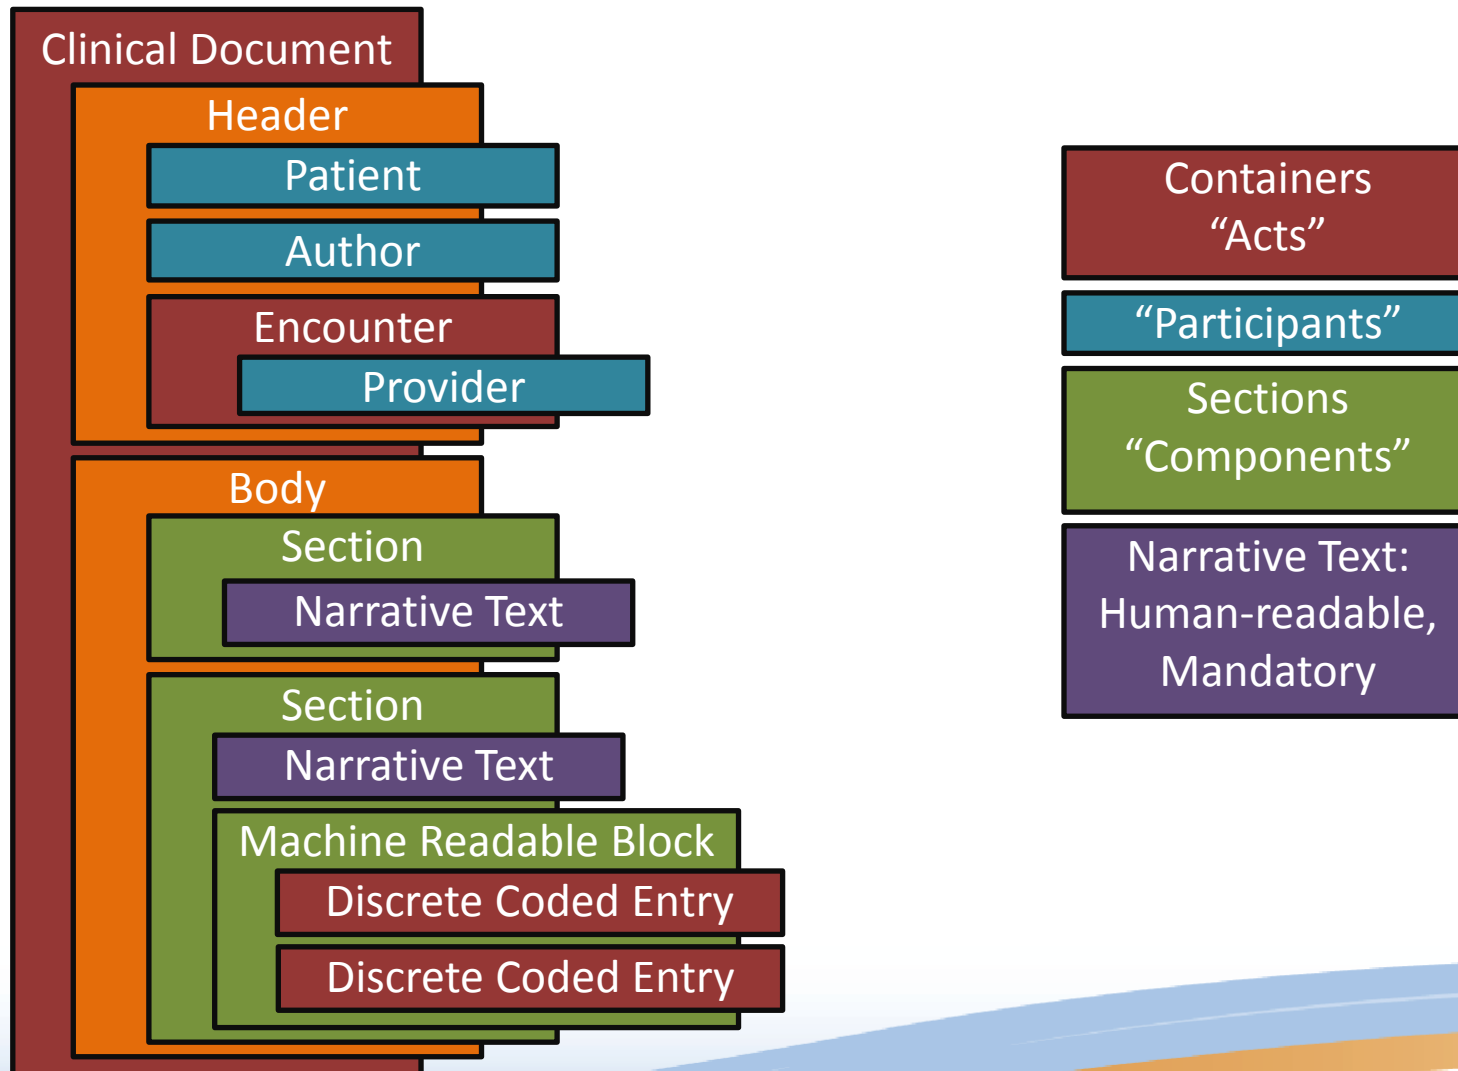 Clinical Document
Header
Patient
Author
Encounter
Provider
Body
Section
Narrative Text
Section
Narrative Text
Machine Readable Block
Discrete Coded Entry
Discrete Coded Entry
Containers
“Acts”
“Participants”
Sections
“Components”
Narrative Text:
Human-readable,
Mandatory